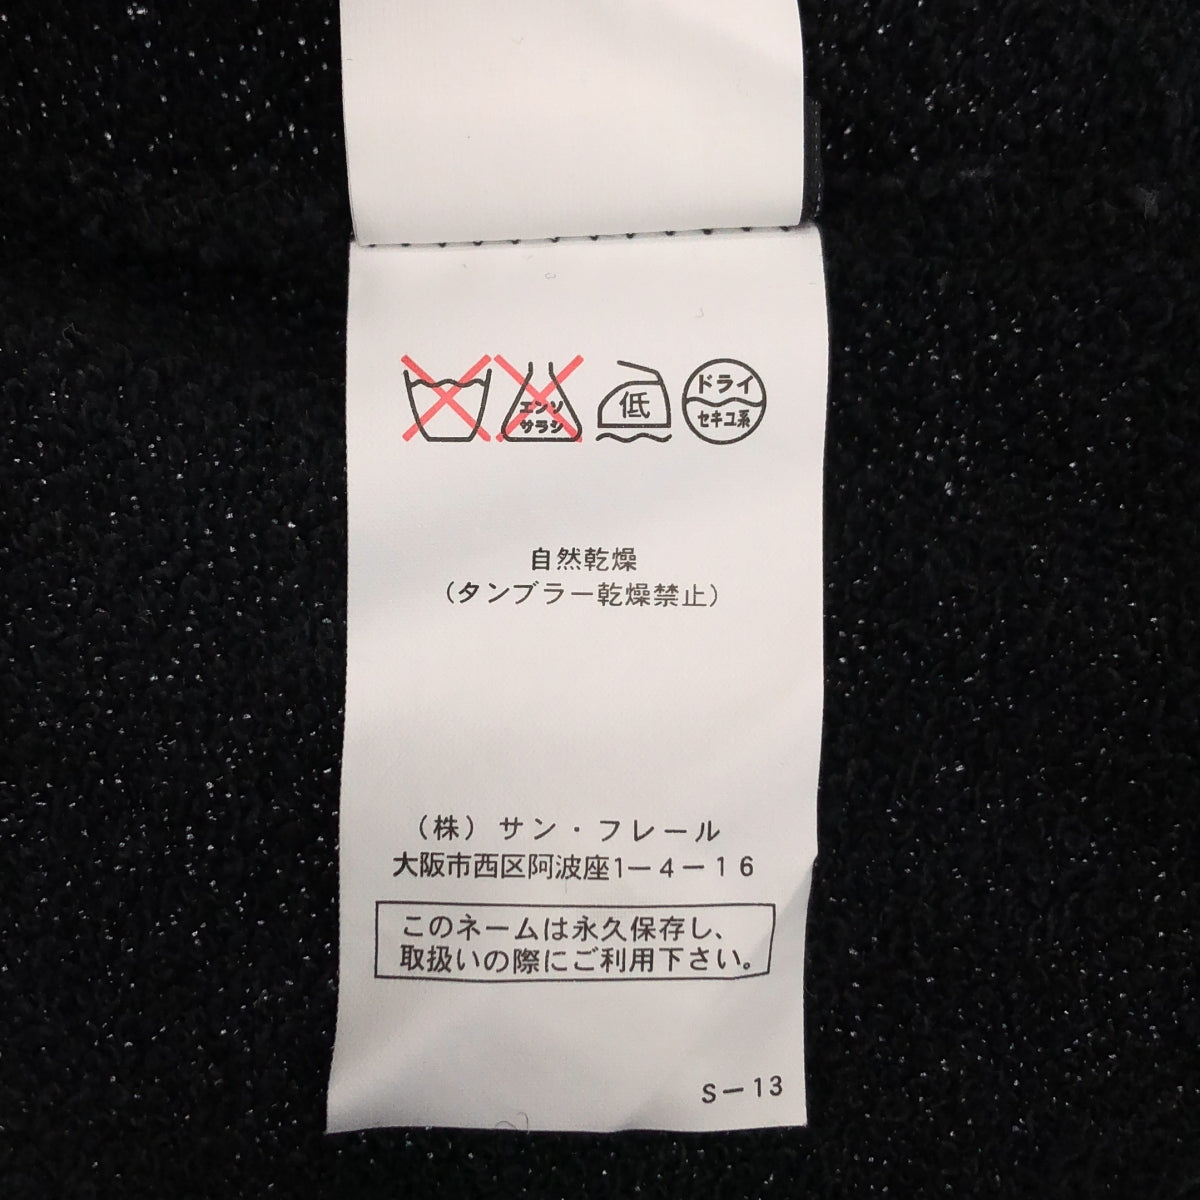 エンソ
サラシ
低
ドライ
セキユ系
自然乾燥
（タンブラー乾燥禁止）
（株）サン・フレール
大阪市西区阿波座1－4－16
このネームは永久保存し、
取扱いの際にご利用下さい。
S－13